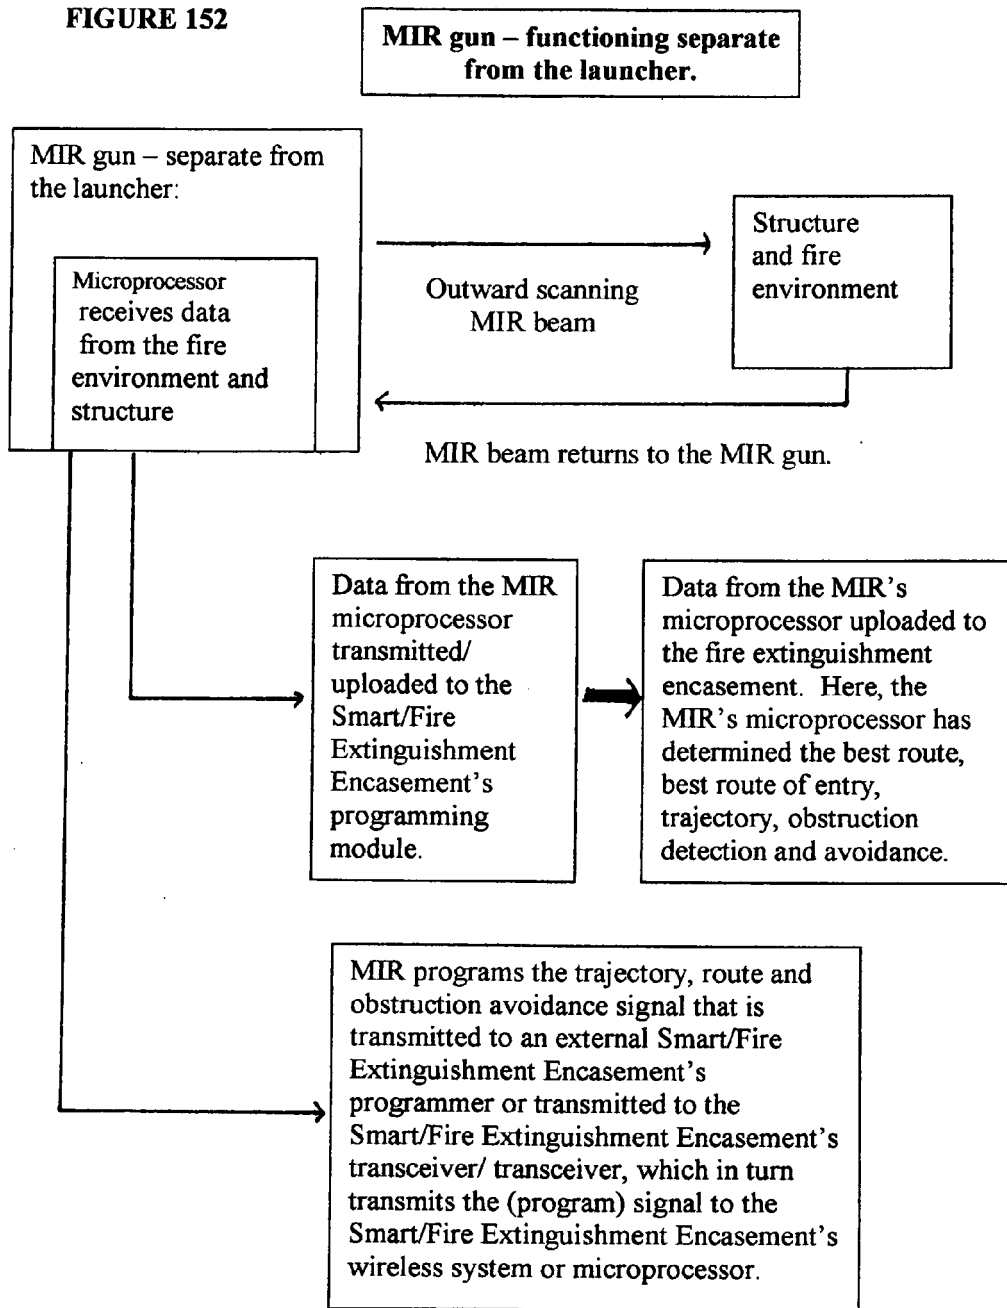 FIGURE 152
MIR gun – functioning separate
from the launcher.
MIR gun – separate from
the launcher:
Microprocessor
receives data
from the fire
environment and
structure
Outward scanning
MIR beam
Structure
and fire
environment
MIR beam returns to the MIR gun.
Data from the MIR
microprocessor
transmitted/
uploaded to the
Smart/Fire
Extinguishment
Encasement's
programming
module.
Data from the MIR's
microprocessor uploaded to
the fire extinguishment
encasement. Here, the
MIR's microprocessor has
determined the best route,
best route of entry,
trajectory, obstruction
detection and avoidance.
MIR programs the trajectory, route and
obstruction avoidance signal that is
transmitted to an external Smart/Fire
Extinguishment Encasement's
programmer or transmitted to the
Smart/Fire Extinguishment Encasement's
transceiver/ transceiver, which in turn
transmits the (program) signal to the
Smart/Fire Extinguishment Encasement's
wireless system or microprocessor.